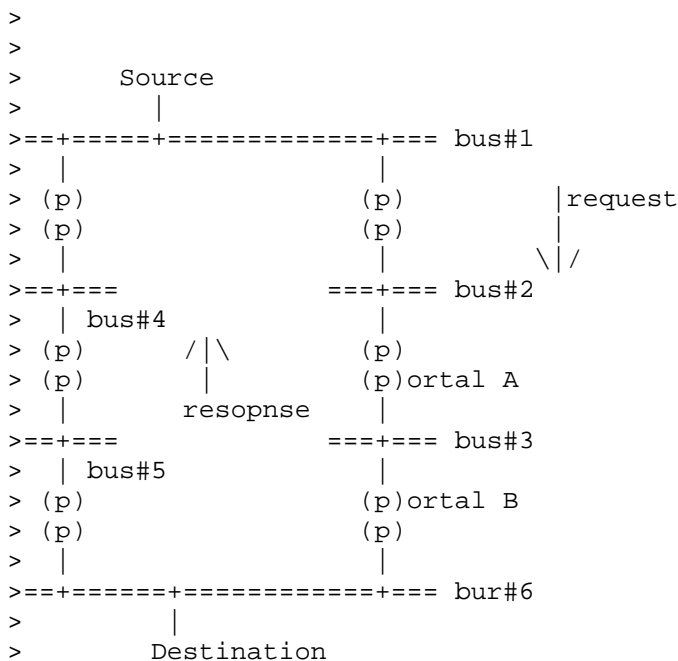 >
>
>       Source
>         |
>==+=====+=============+=== bus#1
>  |                   |
> (p)                 (p)         |request
> (p)                 (p)         |
>  |                   |         \|/
>==+===             ===+=== bus#2
>  | bus#4             |
> (p)      /|\        (p)
> (p)       |         (p)ortal A
>  |       resopnse    |
>==+===             ===+=== bus#3
>  | bus#5             |
> (p)                 (p)ortal B
> (p)                 (p)
>  |                   |
>==+======+============+=== bur#6
>         |
>        Destination